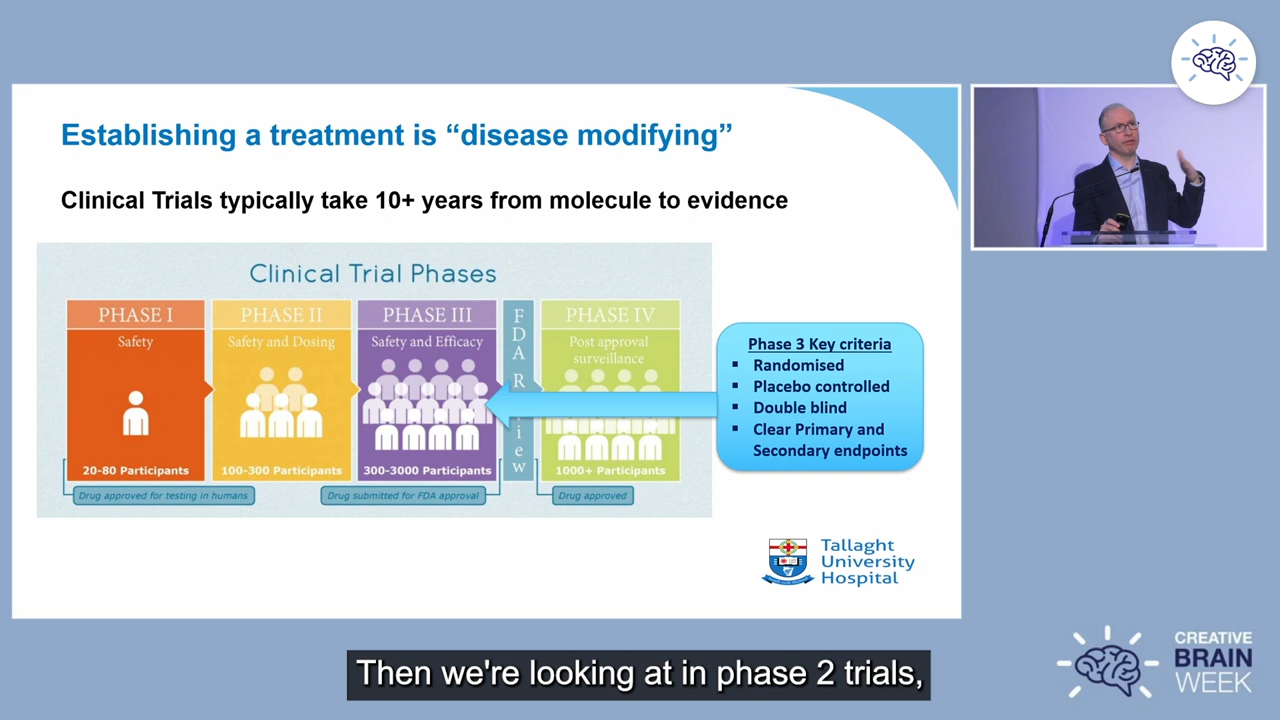 Establishing a treatment is “disease modifying”
Clinical Trials typically take 10+ years from molecule to evidence
Clinical Trial Phases
PHASE I
Safety
20-80 Participants
PHASE II
Safety and Dosing
100-300 Participants
PHASE III
Safety and Efficacy
300-3000 Participants
FDA R view
PHASE IV
Post approval
surveillance
1000+ Participants
Drug approved for testing in humans
Drug submitted for FDA approval
Drug approved
Phase 3 Key criteria
▪ Randomised
▪ Placebo controlled
▪ Double blind
▪ Clear Primary and
Secondary endpoints
Tallaght
University
Hospital
Then we're looking at in phase 2 trials,
CREATIVE
BRAIN
WEEK